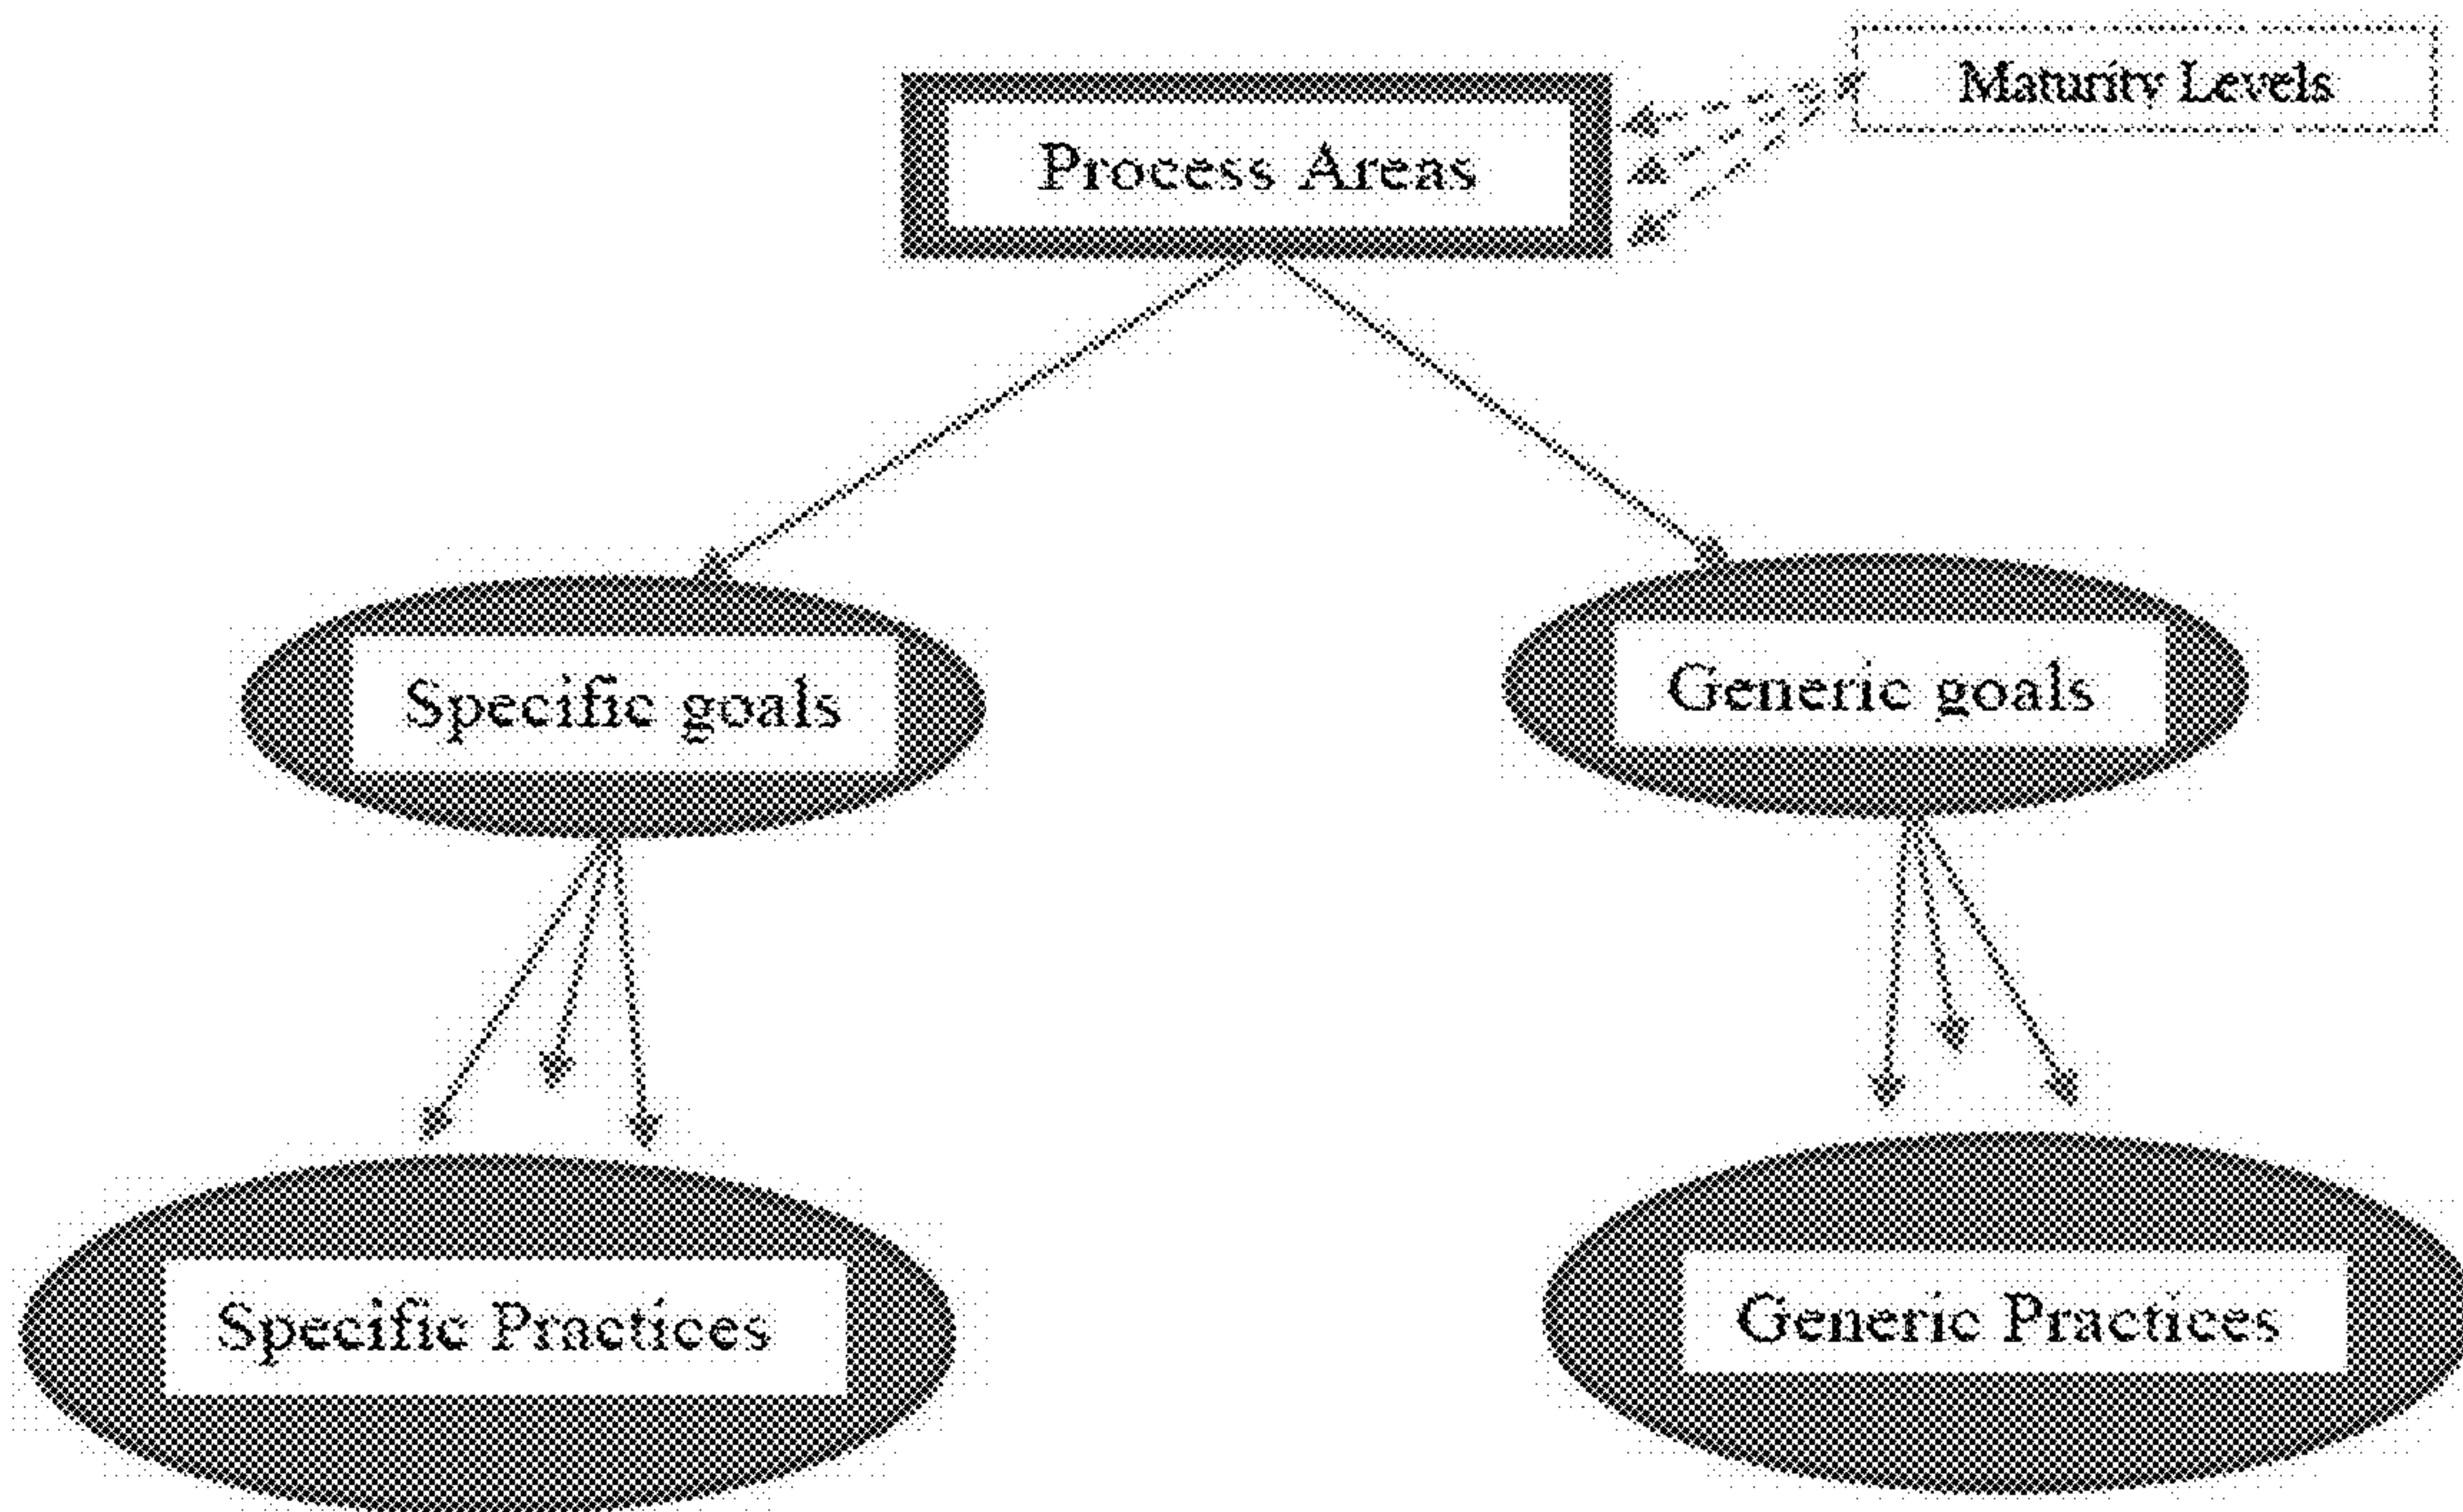 Maturity Levels
Process Areas
Specific goals
Generic goals
Specific Practices
Generic Practices